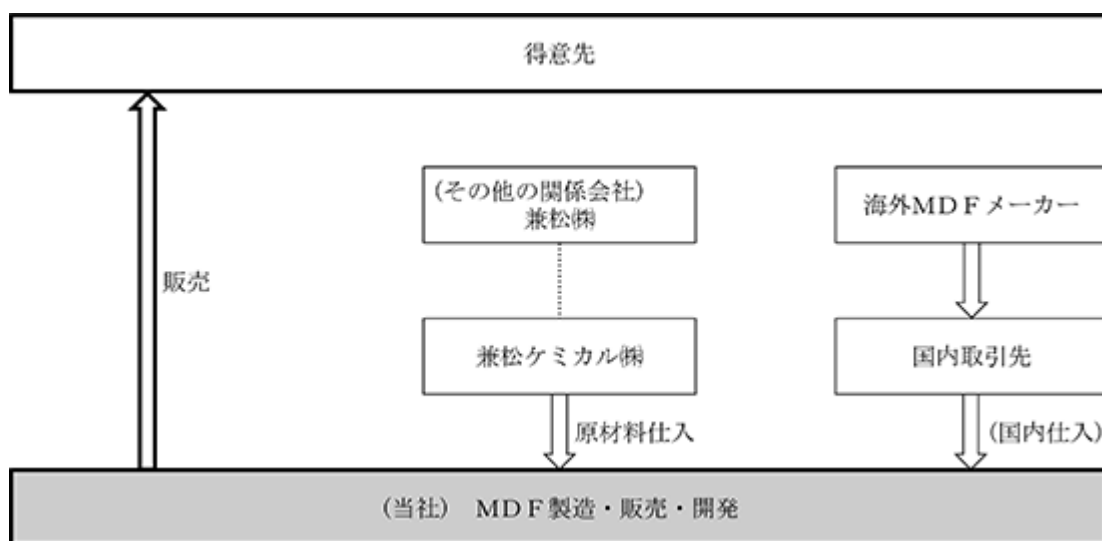 得意先
(その他の関係会社)
兼松㈱
海外ＭＤＦメーカー
販売
兼松ケミカル㈱
国内取引先
原材料仕入
(国内仕入)
(当社)　ＭＤＦ製造・販売・開発